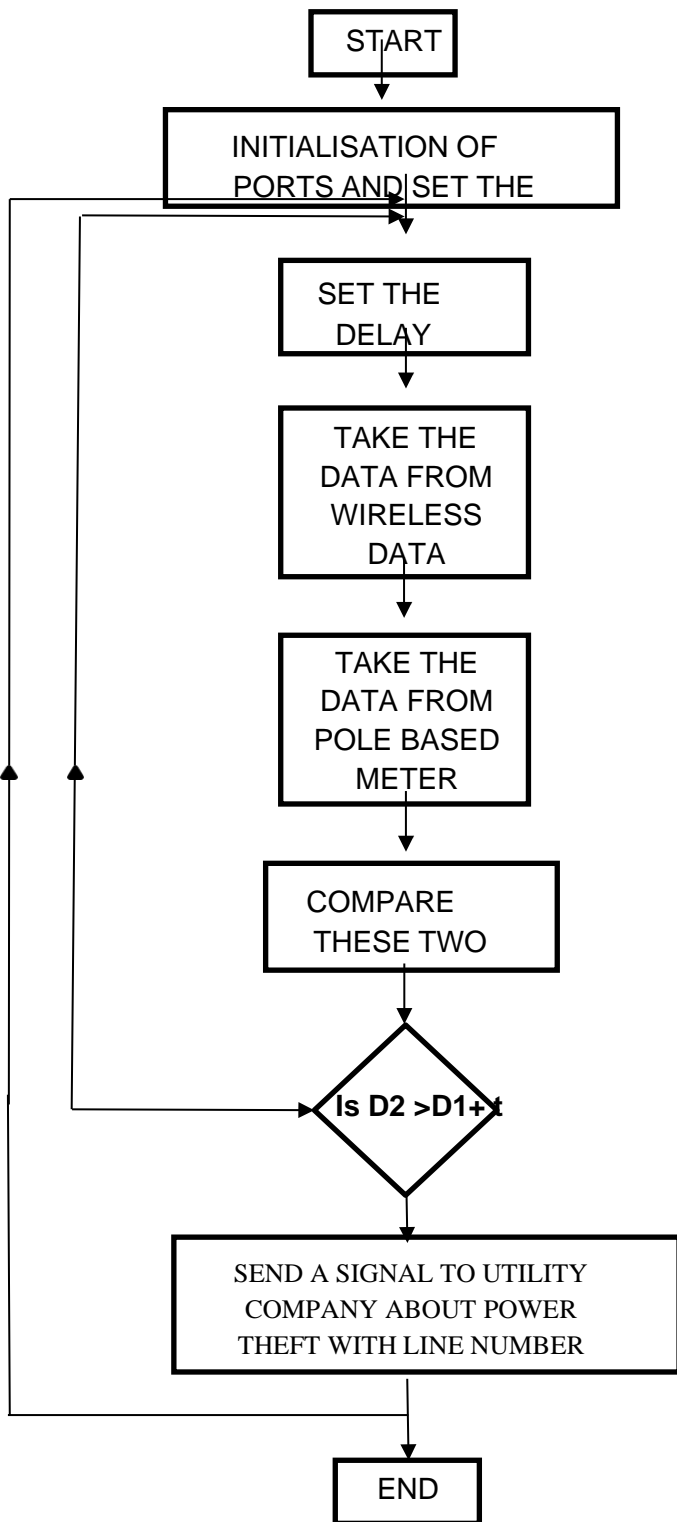 START
INITIALISATION OF
PORTS AND SET THE
SET THE
DELAY
TAKE THE
DATA FROM
WIRELESS
DATA
TAKE THE
DATA FROM
POLE BASED
METER
COMPARE
THESE TWO
Is D2 >D1+ t
SEND A SIGNAL TO UTILITY
COMPANY ABOUT POWER
THEFT WITH LINE NUMBER
END